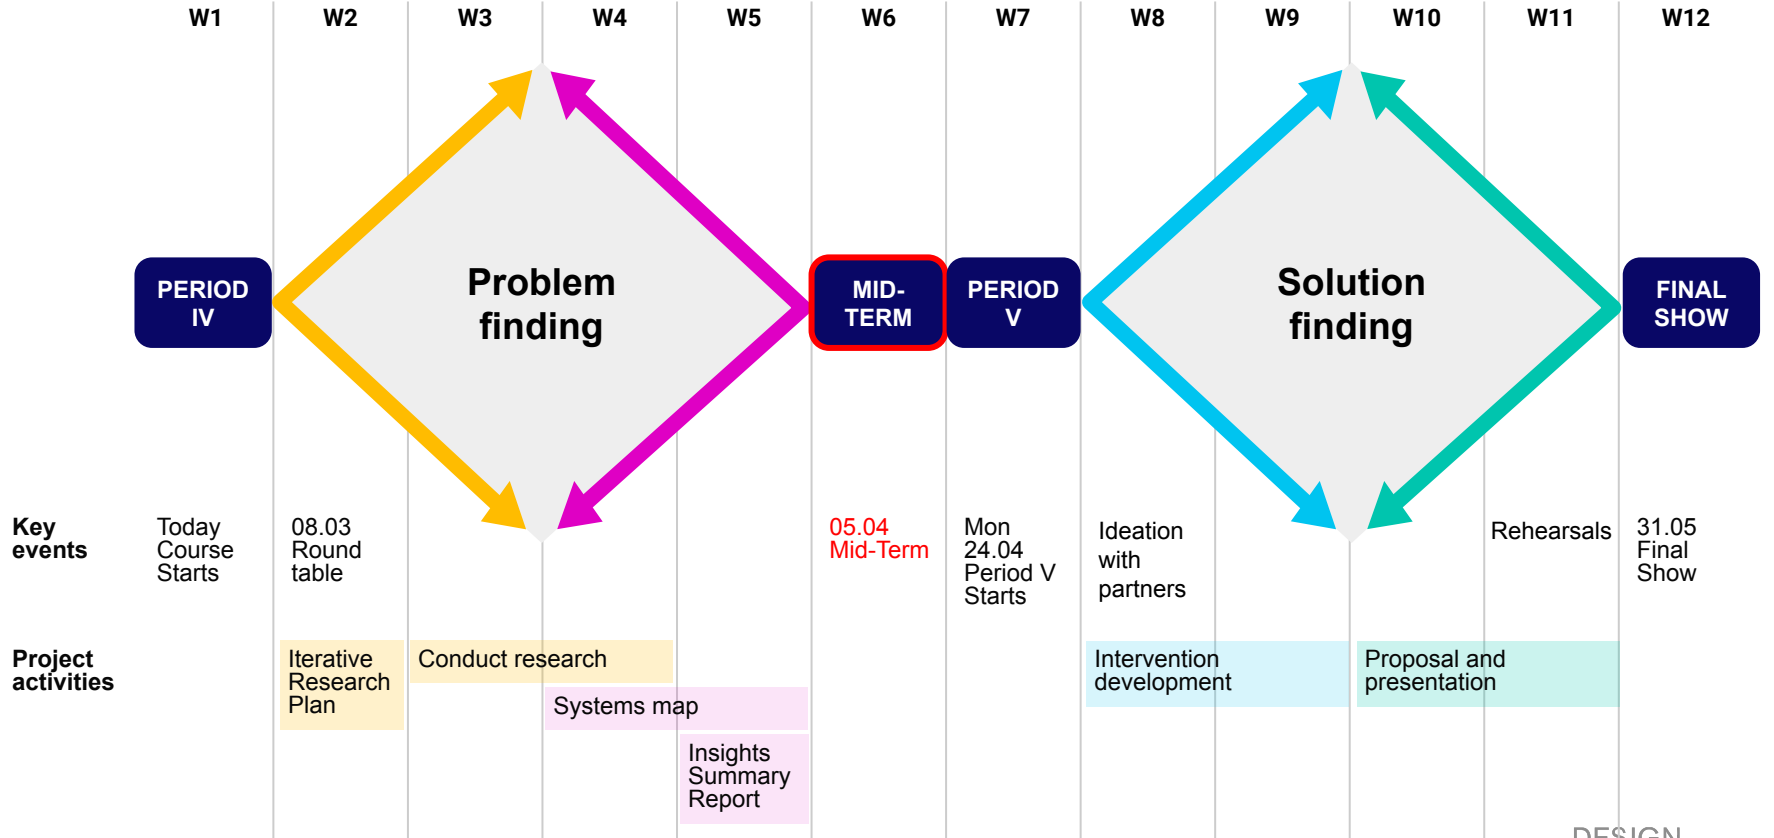 W1 W2 W3 W4 W5 W6 W7 W8 W9 W10 W11 W12
Problem
finding
Solution
finding
PERIOD
IV
MID-
TERM
PERIOD
V
FINAL
SHOW
Key
events
Today
Course
Starts
08.03
Round
table
05.04
Mid-Term
Mon
24.04
Period V
Starts
Ideation
with
partners
Rehearsals
31.05
Final
Show
Project
activities
Iterative
Research
Plan
Conduct research
Systems map
Insights
Summary
Report
Intervention
development
Proposal and
presentation
DESIGN